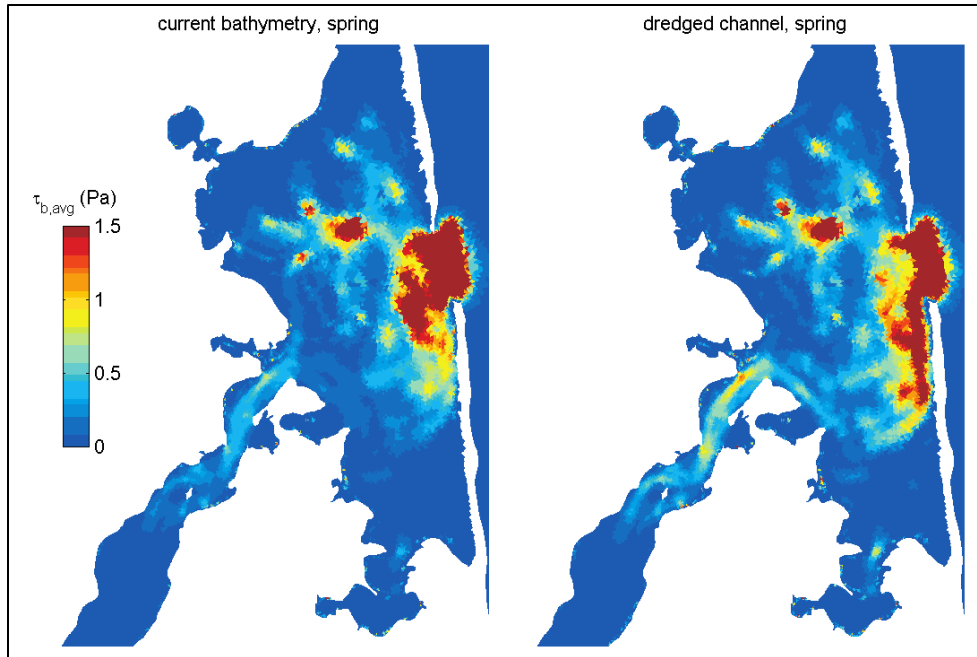 current bathymetry, spring
dredged channel, spring
τb,avg (Pa)
1.5
1
0.5
0